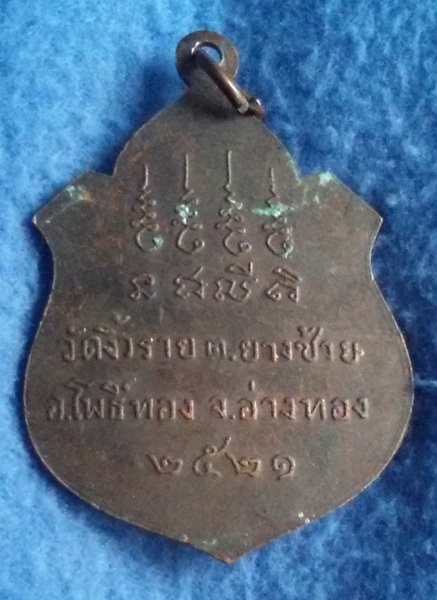 วัดงิ้วราย ต.ยางช้าย
อ.โพธิ์ทอง จ.อ่างทอง
๒๕๒๑